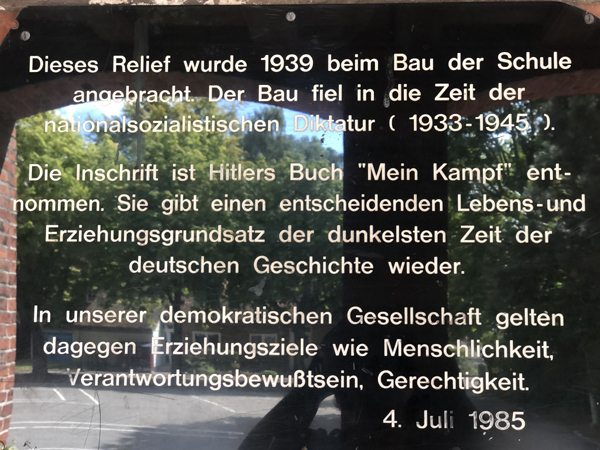 Dieses Relief wurde 1939 beim Bau der Schule
angebracht. Der Bau fiel in die Zeit der
nationalsozialistischen Diktatur ( 1933-1945 ).
Die Inschrift ist Hitlers Buch "Mein Kampf" ent-
nommen. Sie gibt einen entscheidenden Lebens-und
Erziehungsgrundsatz der dunkelsten Zeit der
deutschen Geschichte wieder.
In unserer demokratischen Gesellschaft gelten
dagegen Erziehungsziele wie Menschlichkeit,
Verantwortungsbewußtsein, Gerechtigkeit.
4. Juli 1985